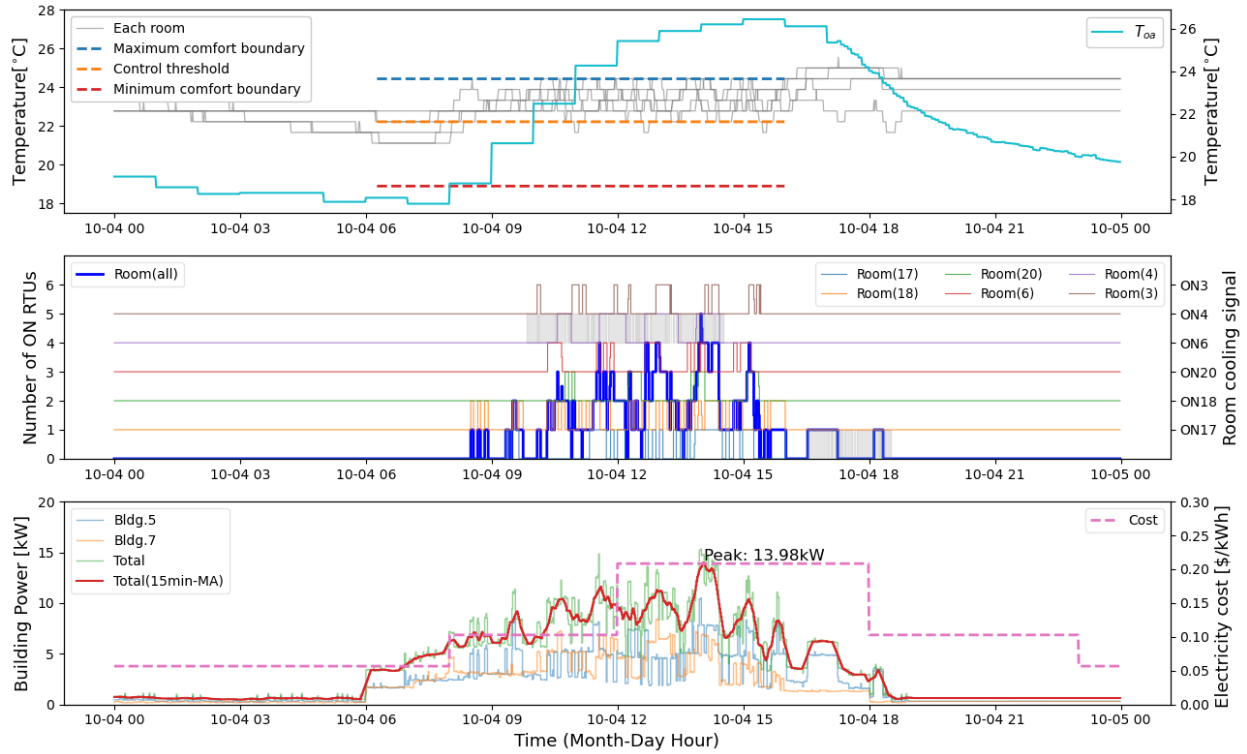 28
26
24
22
20
18
Temperature[°C]
Each room
Maximum comfort boundary
Control threshold
Minimum comfort boundary
T_oa
26
24
22
20
18
Temperature[°C]
10-04 00 10-04 03 10-04 06 10-04 09 10-04 12 10-04 15 10-04 18 10-04 21 10-05 00
6
5
4
3
2
1
0
Number of ON RTUs
Room(all)
Room(17) Room(20) Room(4)
Room(18) Room(6) Room(3)
ON3
ON4
ON6
ON20
ON18
ON17
Room cooling signal
10-04 00 10-04 03 10-04 06 10-04 09 10-04 12 10-04 15 10-04 18 10-04 21 10-05 00
20
15
10
5
0
Building Power [kW]
Bldg.5
Bldg.7
Total
Total(15min-MA)
Peak: 13.98kW
Cost
0.30
0.25
0.20
0.15
0.10
0.05
0.00
Electricity cost [$/kWh]
10-04 00 10-04 03 10-04 06 10-04 09 10-04 12 10-04 15 10-04 18 10-04 21 10-05 00
Time (Month-Day Hour)